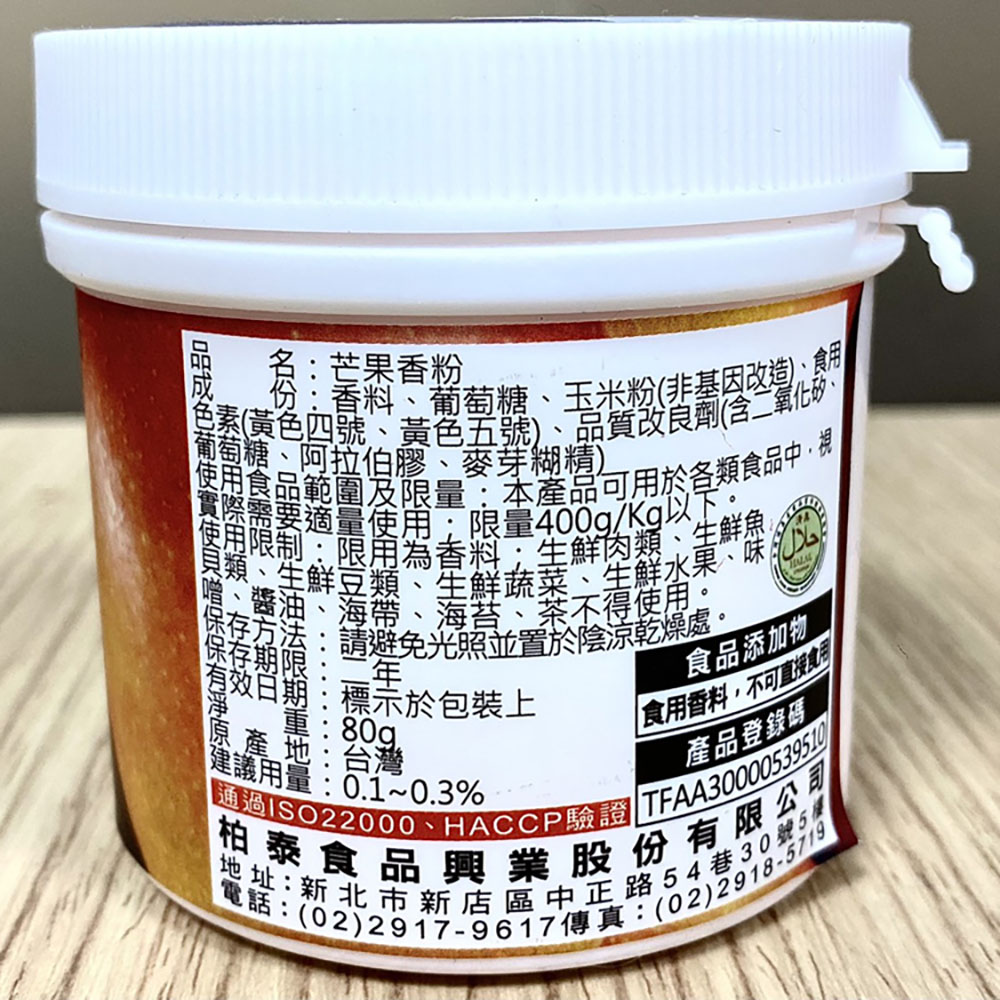 品名：芒果香粉
成份：香料、葡萄糖、玉米粉(非基因改造)、食用
色素(黃色四號、黃色五號)、品質改良劑(含二氧化矽、
葡萄糖、阿拉伯膠、麥芽糊精)
使用食品範圍及限量：本產品可用於各類食品中，視
實際需要適量使用；限量400g/Kg以下。
使用限制：限用為香料；生鮮肉類、生鮮魚
貝類、生鮮豆類、生鮮蔬菜、生鮮水果、味
噌、醬油、海帶、海苔、茶不得使用。
保存方法：請避免光照並置於陰涼乾燥處。
保存期限：二年
有效日期：標示於包裝上
淨重：80g
原產地：台灣
建議用量：0.1~0.3%
HALAL
食品添加物
食用香料，不可直接食用
產品登錄碼
TFAA30000539510
通過ISO22000、HACCP驗證
柏泰食品興業股份有限公司
地址：新北市新店區中正路54巷30號5樓
電話：(02)2917-9617傳真：(02)2918-5719